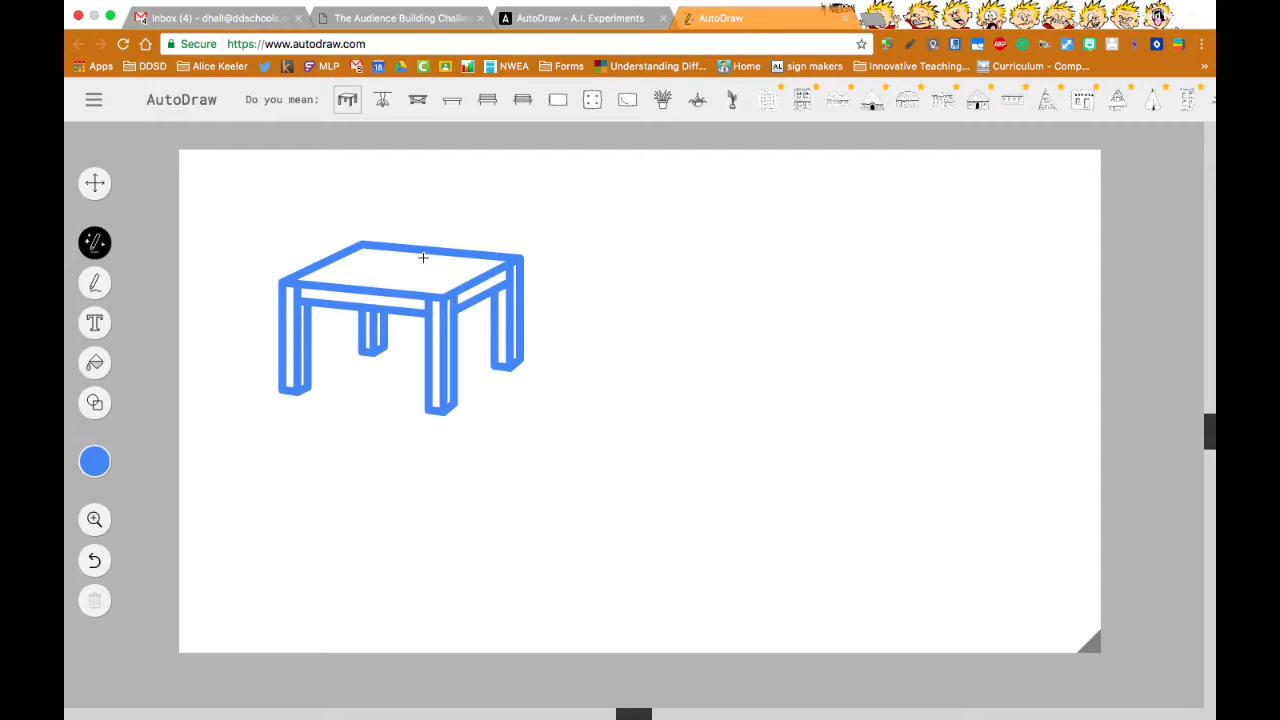 Inbox (4) - dhall@ddschools.c
The Audience Building Challen
AutoDraw - A.I. Experiments
AutoDraw
Secure
https://www.autodraw.com
Apps
DDSD
Alice Keeler
MLP
NWEA
Forms
Understanding Diff...
Home
sign makers
Innovative Teaching...
Curriculum - Comp...
AutoDraw
Do you mean: